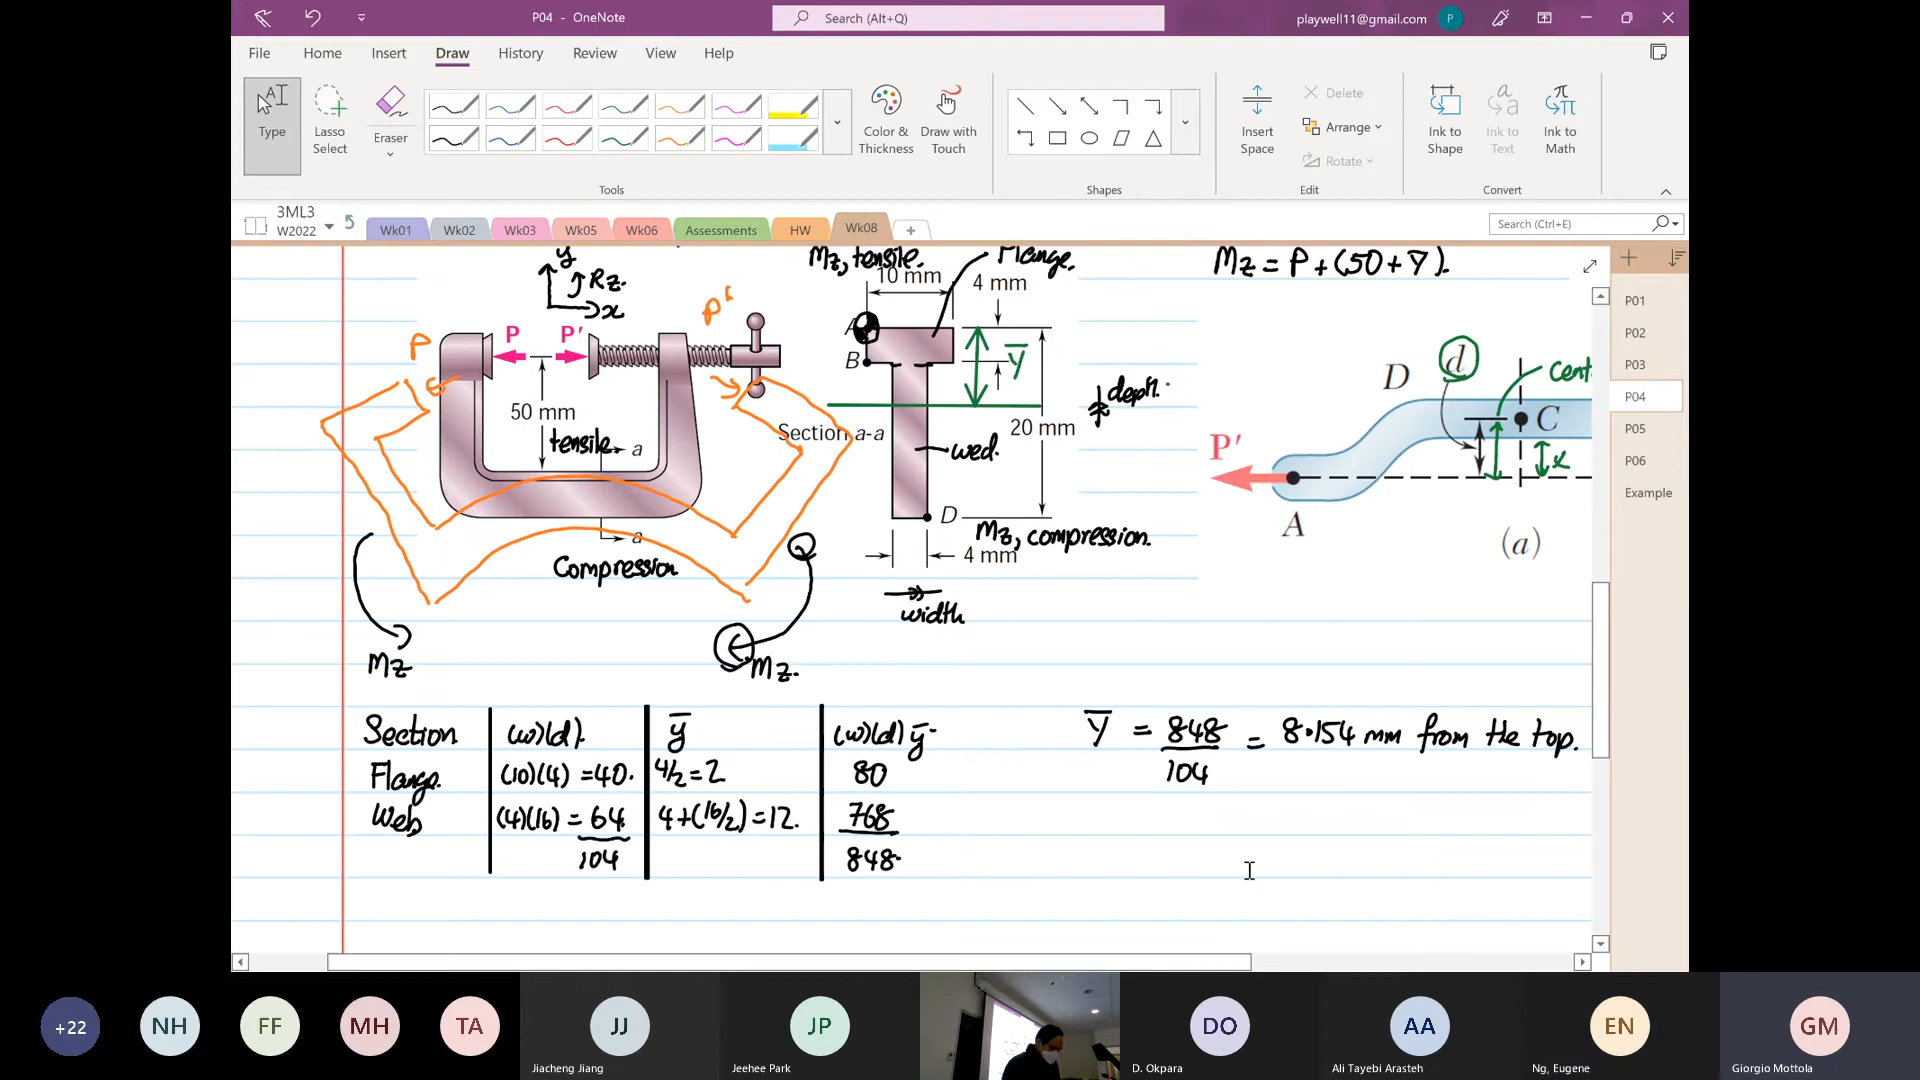 P04 - OneNote
Search (Alt+Q)
playwell11@gmail.com
P
File Home Insert Draw History Review View Help
Type
Lasso Select
Eraser
Color & Thickness
Draw with Touch
Insert Space
Delete
Arrange
Rotate
Ink to Shape
Ink to Text
Ink to Math
Tools
Shapes
Edit
Convert
3ML3
W2022
Wk01 Wk02 Wk03 Wk05 Wk06 Assessments HW Wk08
Search (Ctrl+E)
P01
P02
P03
P04
P05
P06
Example
y
Rz.
x
Mz, tensile.
Flange.
Mz = P + (50 + Y).
10 mm
4 mm
P
P'
P
P'
A
B
Y
50 mm
tensile
a
Section a-a
20 mm
depth.
wed.
D
Mz, compression.
4 mm
a
Compression
width
Mz
Mz.
D
d
cent
C
P'
x
A
(a)
Section (w)(d). y (w)(d) y
Flange. (10)(4) = 40. 4/2 = 2 80
Web (4)(16) = 64. 4+(16/2) = 12. 768
104 848
Y = 848/104 = 8.154 mm from the top.
+22
NH
FF
MH
TA
JJ
Jiacheng Jiang
JP
Jeehee Park
DO
D. Okpara
AA
Ali Tayebi Arasteh
EN
Ng, Eugene
GM
Giorgio Mottola